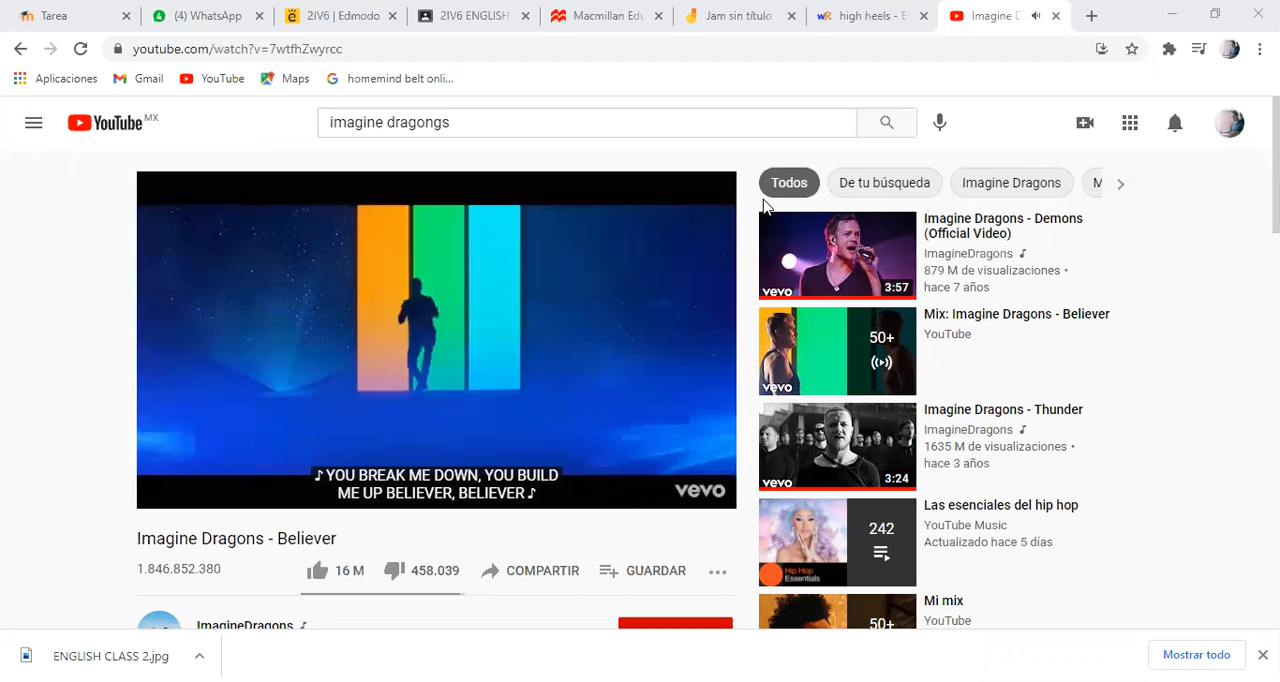 Tarea
(4) WhatsApp
2IV6 | Edmodo
2IV6 ENGLISH
Macmillan Edu
Jam sin título
wR high heels - E
Imagine D
youtube.com/watch?v=7wtfhZwyrcc
Aplicaciones
Gmail
YouTube
Maps
homemind belt onli...
YouTube MX
imagine dragongs
Todos
De tu búsqueda
Imagine Dragons
♪ YOU BREAK ME DOWN, YOU BUILD
ME UP BELIEVER, BELIEVER ♪
vevo
Imagine Dragons - Believer
1.846.852.380
16 M
458.039
COMPARTIR
GUARDAR
ImagineDragons
vevo
3:57
Imagine Dragons - Demons
(Official Video)
ImagineDragons
879 M de visualizaciones •
hace 7 años
50+
vevo
Mix: Imagine Dragons - Believer
YouTube
vevo
3:24
Imagine Dragons - Thunder
ImagineDragons
1635 M de visualizaciones •
hace 3 años
242
Hip Hop
Essentials
Las esenciales del hip hop
YouTube Music
Actualizado hace 5 días
50+
Mi mix
YouTube
ENGLISH CLASS 2.jpg
Mostrar todo